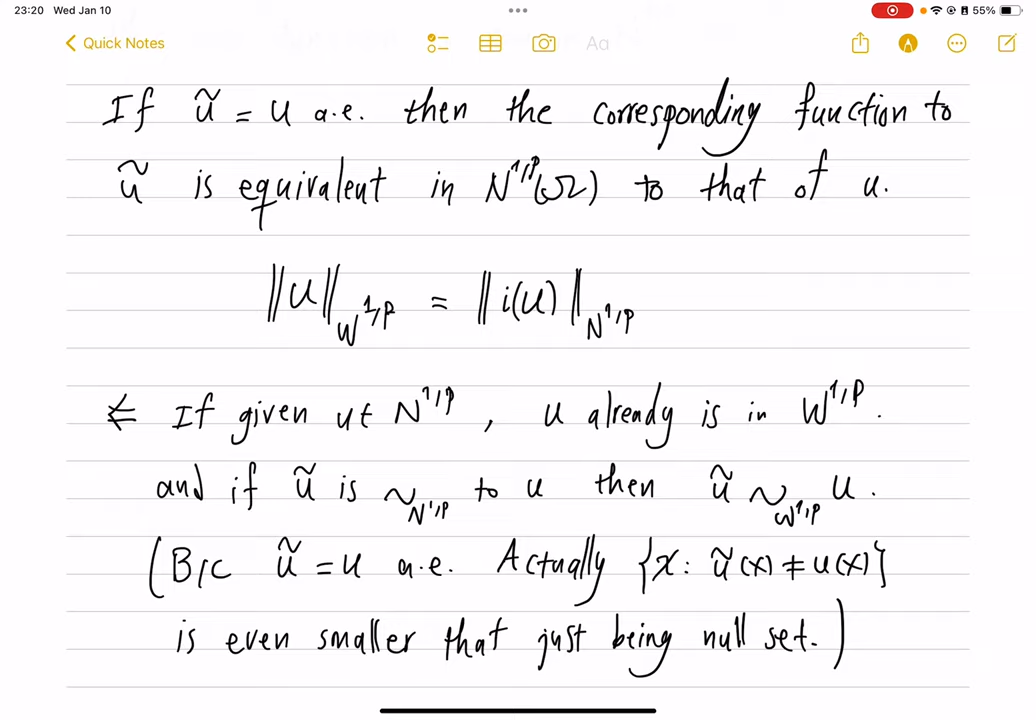 23:20 Wed Jan 10
55%
Quick Notes
Aa
If ũ = u a.e. then the corresponding function to
ũ is equivalent in N^{1,p}(Ω) to that of u.
‖u‖_{W^{1,p}} = ‖i(u)‖_{N^{1,p}}
⇐ If given u ∈ N^{1,p}, u already is in W^{1,p}.
and if ũ is ~_{N^{1,p}} to u then ũ ~_{W^{1,p}} u.
(B/c ũ = u a.e. Actually {x: ũ(x) ≠ u(x)}
is even smaller that just being null set.)